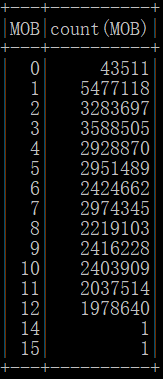 +----+----------+
|MOB|count(MOB)|
+----+----------+
| 0| 43511|
| 1| 5477118|
| 2| 3283697|
| 3| 3588505|
| 4| 2928870|
| 5| 2951489|
| 6| 2424662|
| 7| 2974345|
| 8| 2219103|
| 9| 2416228|
| 10| 2403909|
| 11| 2037514|
| 12| 1978640|
| 14| 1|
| 15| 1|
+----+----------+